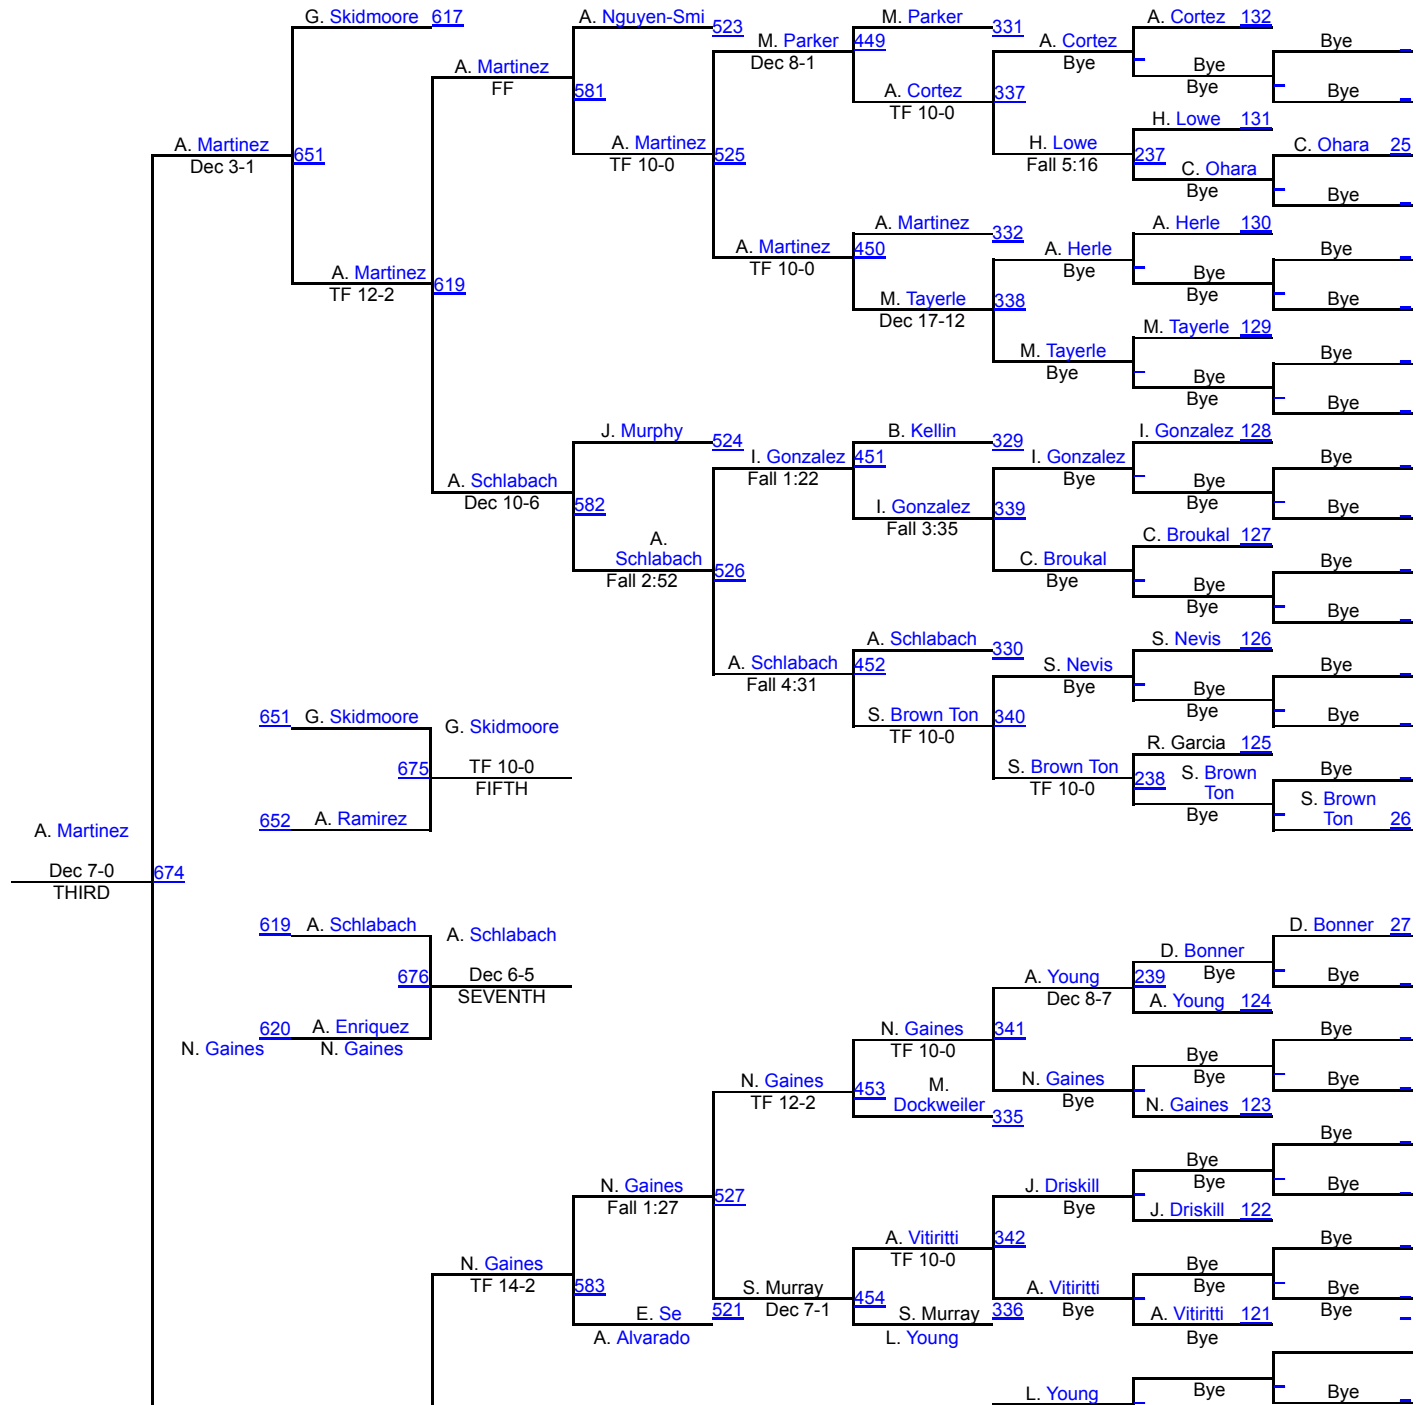 G. Skidmoore 617
A. Nguyen-Smi 523
M. Parker 331
A. Cortez 132
Bye
M. Parker 449
Dec 8-1
A. Cortez
Bye
Bye
Bye
A. Martinez
FF
581
A. Cortez 337
TF 10-0
Bye
H. Lowe 131
A. Martinez
Dec 3-1
651
A. Martinez
TF 10-0
525
H. Lowe
Fall 5:16
237
C. Ohara
Bye
C. Ohara 25
Bye
A. Martinez 332
A. Herle 130
Bye
A. Martinez
TF 10-0
450
A. Herle
Bye
Bye
Bye
Bye
A. Martinez
TF 12-2
619
M. Tayerle 338
Dec 17-12
M. Tayerle 129
M. Tayerle
Bye
Bye
Bye
Bye
Bye
J. Murphy 524
B. Kellin 329
I. Gonzalez 128
I. Gonzalez 451
Fall 1:22
I. Gonzalez
Bye
Bye
A. Schlabach
Dec 10-6
582
I. Gonzalez 339
Fall 3:35
Bye
Bye
Bye
C. Broukal 127
A.
Schlabach
Fall 2:52
526
C. Broukal
Bye
Bye
Bye
Bye
Bye
A. Schlabach 330
S. Nevis 126
A. Schlabach 452
Fall 4:31
S. Nevis
Bye
Bye
Bye
Bye
Bye
651 G. Skidmoore
G. Skidmoore
S. Brown Ton 340
TF 10-0
R. Garcia 125
675
TF 10-0
FIFTH
S. Brown Ton
TF 10-0
238
S. Brown
Ton
Bye
Bye
S. Brown
Ton 26
652 A. Ramirez
A. Martinez
Dec 7-0
THIRD
674
619 A. Schlabach
A. Schlabach
676
Dec 6-5
SEVENTH
620 A. Enriquez
N. Gaines
N. Gaines
D. Bonner 27
D. Bonner
Bye
Bye
A. Young
Dec 8-7
239
A. Young 124
N. Gaines 341
TF 10-0
Bye
Bye
Bye
Bye
N. Gaines
TF 12-2
453
M.
Dockweiler 335
N. Gaines
Bye
N. Gaines 123
Bye
Bye
Bye
Bye
N. Gaines
Fall 1:27
527
J. Driskill
Bye
J. Driskill 122
A. Vitiritti 342
TF 10-0
Bye
Bye
Bye
Bye
N. Gaines
TF 14-2
583
S. Murray
Dec 7-1
454
A. Vitiritti
Bye
A. Vitiritti 121
Bye
Bye
E. Se 521
A. Alvarado
S. Murray 336
L. Young
L. Young
Bye
Bye